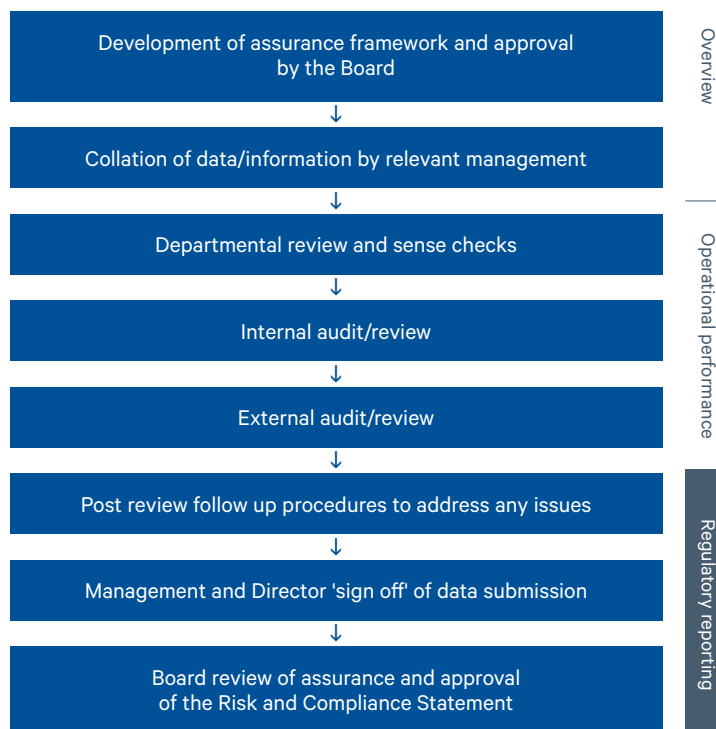 Development of assurance framework and approval
by the Board
↓
Collation of data/information by relevant management
↓
Departmental review and sense checks
↓
Internal audit/review
↓
External audit/review
↓
Post review follow up procedures to address any issues
↓
Management and Director 'sign off' of data submission
↓
Board review of assurance and approval
of the Risk and Compliance Statement
Overview
Operational performance
Regulatory reporting